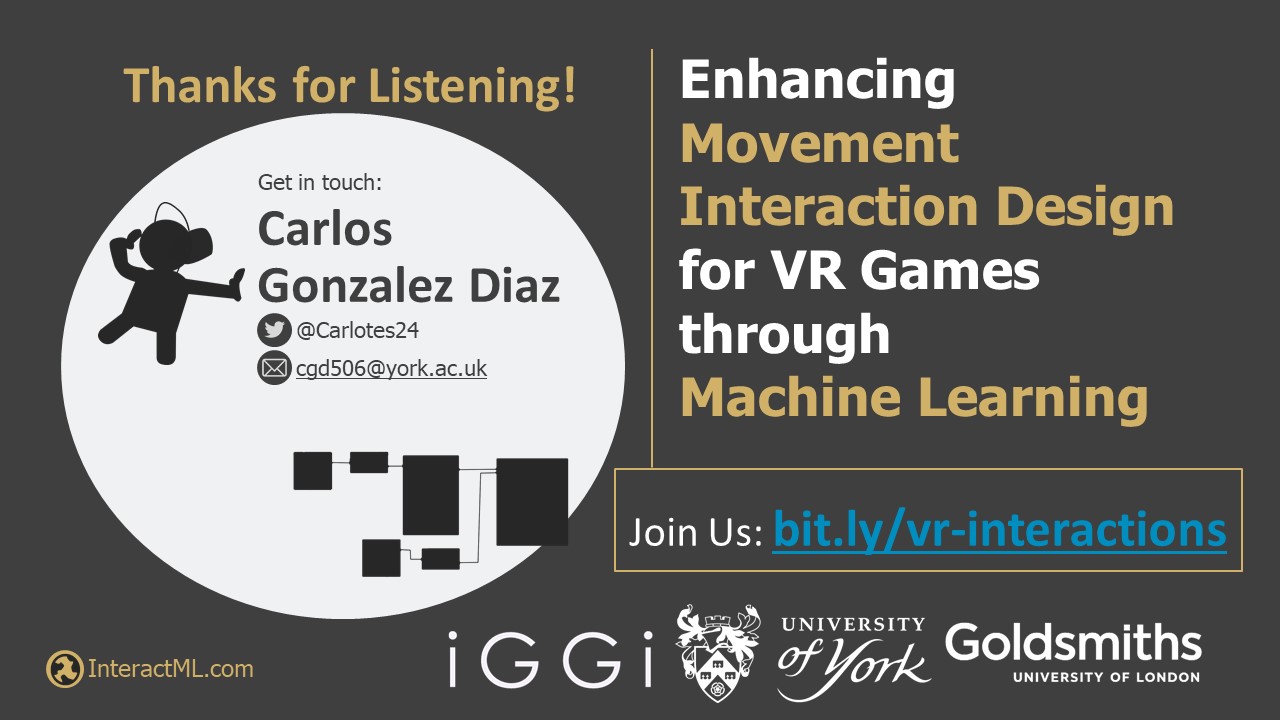 Thanks for Listening!
Get in touch:
Carlos
Gonzalez Diaz
@Carlotes24
cgd506@york.ac.uk
Enhancing
Movement
Interaction Design
for VR Games
through
Machine Learning
Join Us: bit.ly/vr-interactions
InteractML.com
iGGi
UNIVERSITY
of York
Goldsmiths
UNIVERSITY OF LONDON